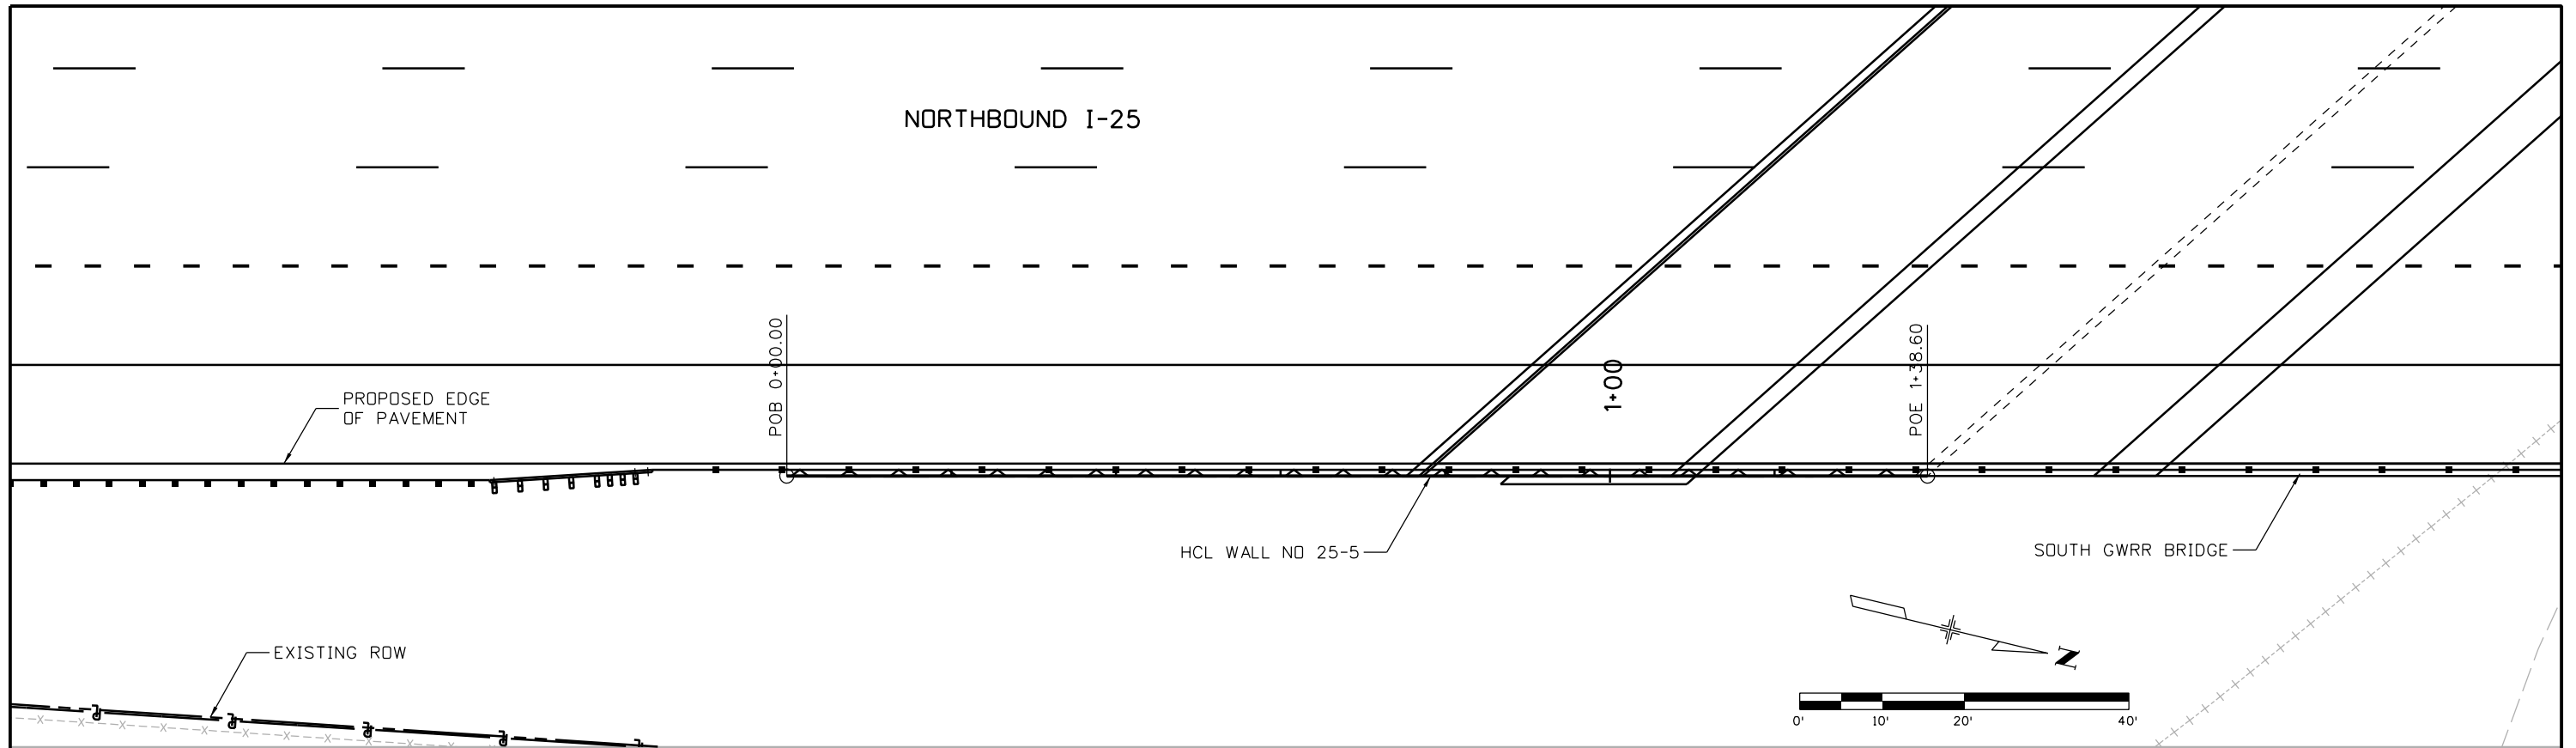 NORTHBOUND I-25
POB 0+00.00
1+00
POE 1+38.60
PROPOSED EDGE
OF PAVEMENT
HCL WALL NO 25-5
SOUTH GWRR BRIDGE
EXISTING ROW
N
0' 10' 20' 40'